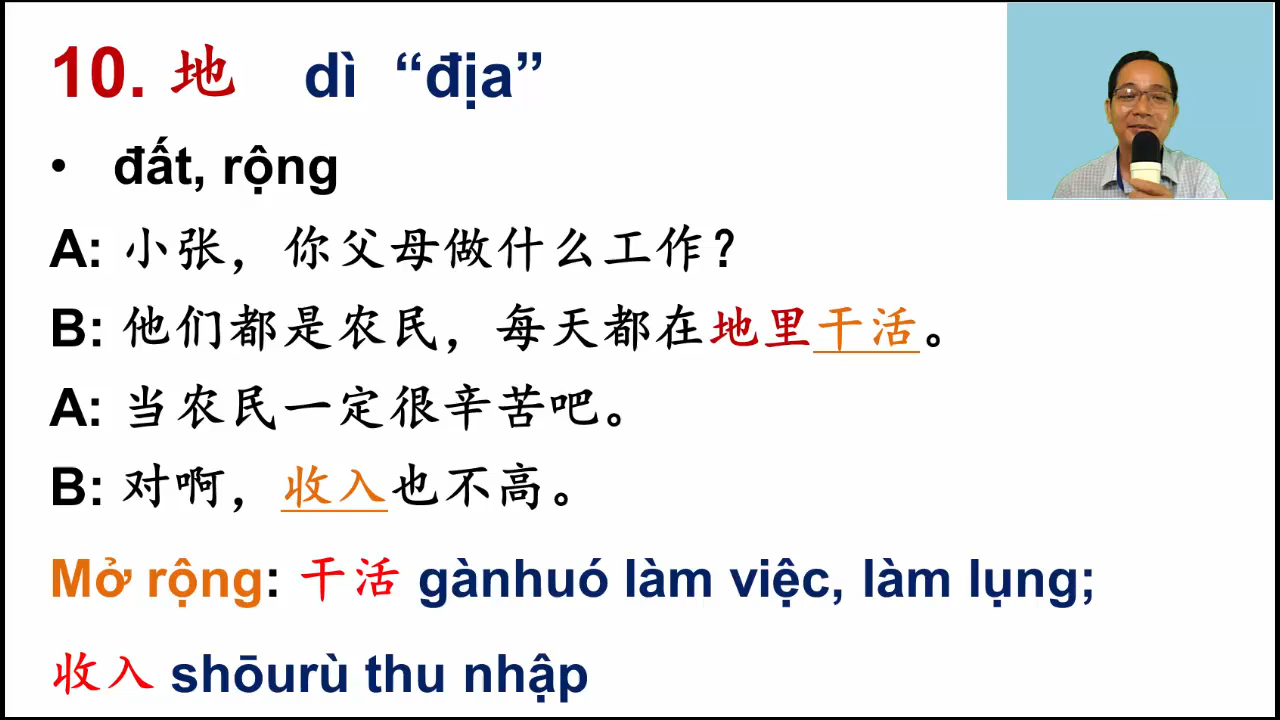 10. 地 dì “địa”
• đất, rộng
A: 小张，你父母做什么工作？
B: 他们都是农民，每天都在地里干活。
A: 当农民一定很辛苦吧。
B: 对啊，收入也不高。
Mở rộng: 干活 gànhuó làm việc, làm lụng;
收入 shōurù thu nhập